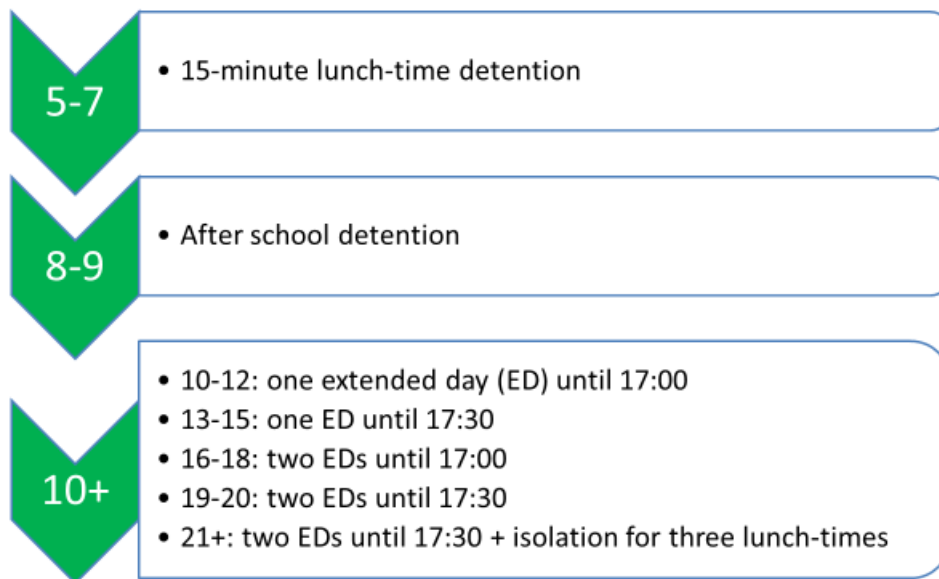 5-7
• 15-minute lunch-time detention
8-9
• After school detention
10+
• 10-12: one extended day (ED) until 17:00
• 13-15: one ED until 17:30
• 16-18: two EDs until 17:00
• 19-20: two EDs until 17:30
• 21+: two EDs until 17:30 + isolation for three lunch-times